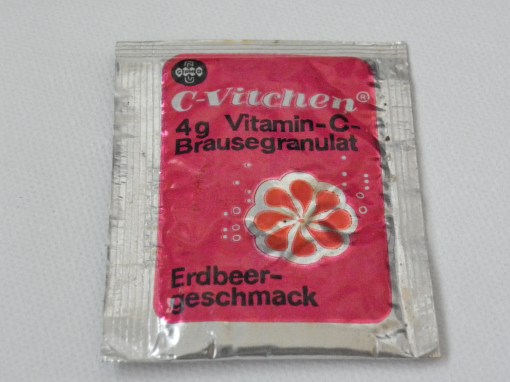 C-Vitchen®
4g Vitamin-C-
Brausegranulat
Erdbeer-
geschmack